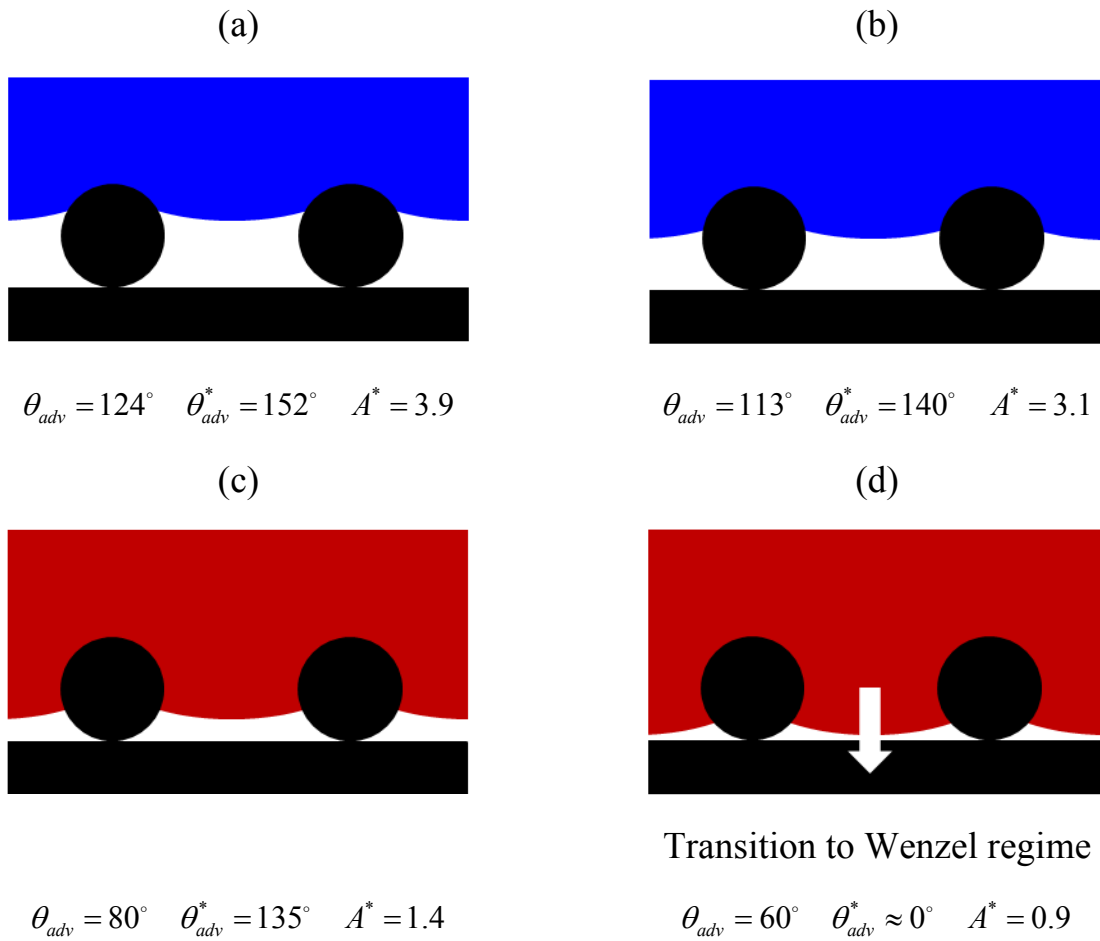 (a)
(b)
θ_adv = 124° θ*_adv = 152° A* = 3.9
θ_adv = 113° θ*_adv = 140° A* = 3.1
(c)
(d)
Transition to Wenzel regime
θ_adv = 80° θ*_adv = 135° A* = 1.4
θ_adv = 60° θ*_adv ≈ 0° A* = 0.9